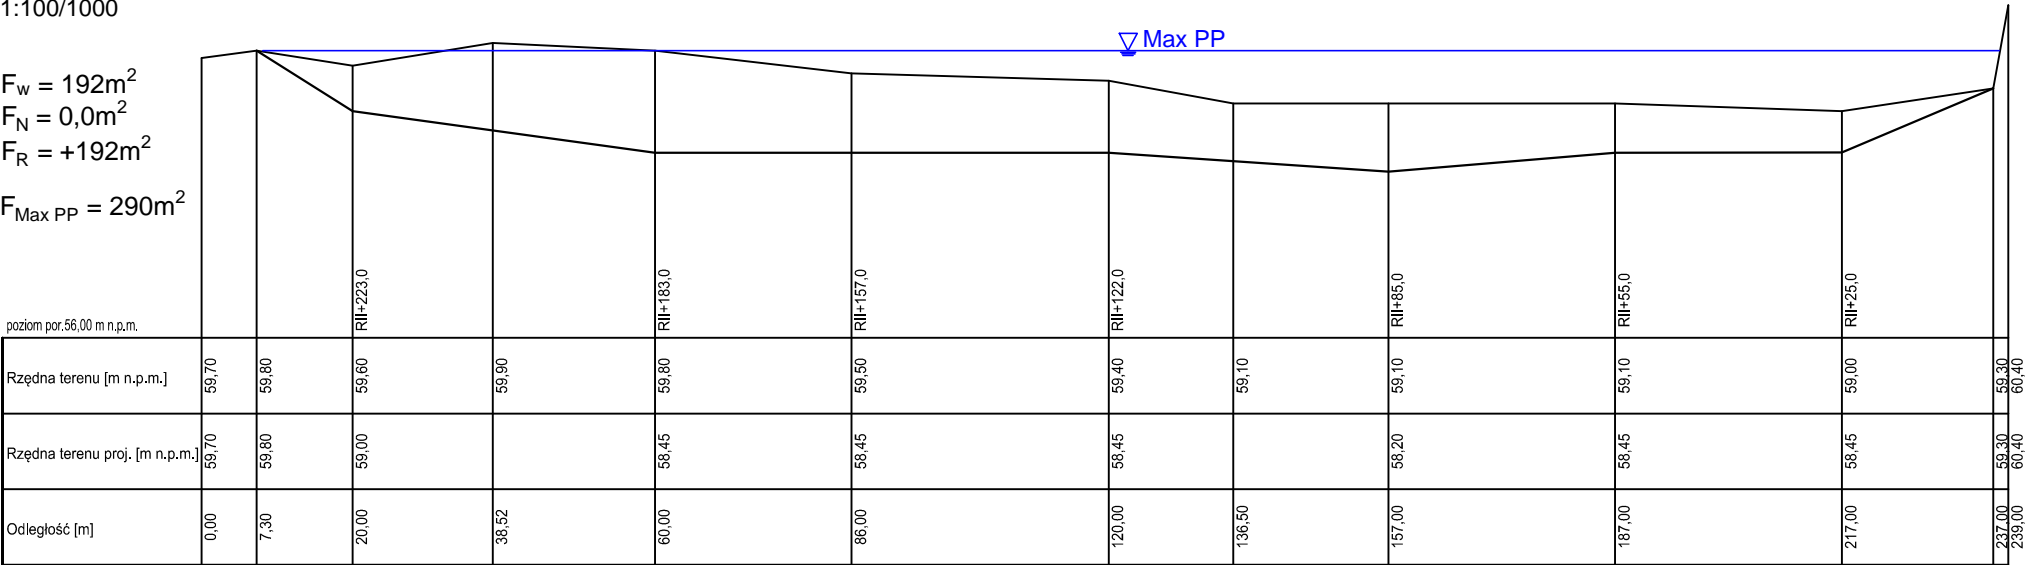 1:100/1000
Max PP
Fw = 192m²
F_N = 0,0m²
F_R = +192m²
F_Max PP = 290m²
RII+223,0 RII+183,0 RII+157,0 RII+122,0 RII+85,0 RII+55,0 RII+25,0
poziom por.56,00 m n.p.m.
Rzędna terenu [m n.p.m.] 59,70 59,80 59,60 59,90 59,80 59,50 59,40 59,10 59,10 59,10 59,00 59,30 60,40
Rzędna terenu proj. [m n.p.m.] 59,70 59,80 59,00 58,45 58,45 58,45 58,20 58,45 58,45 59,30 60,40
Odległość [m] 0,00 7,30 20,00 38,52 60,00 86,00 120,00 136,50 157,00 187,00 217,00 237,00 239,00